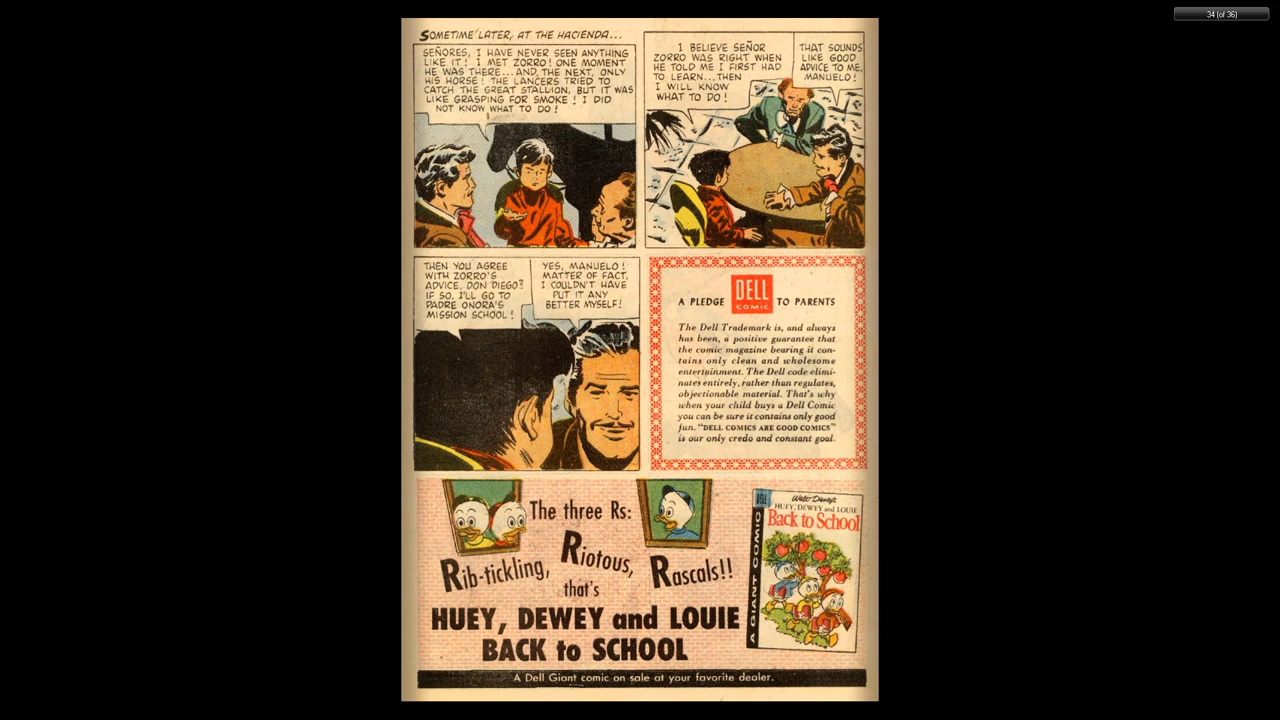 34 (of 36)
SOMETIME LATER, AT THE HACIENDA...
SEÑORES, I HAVE NEVER SEEN ANYTHING
LIKE IT! I MET ZORRO! ONE MOMENT
HE WAS THERE...AND, THE NEXT, ONLY
HIS HORSE! THE LANCERS TRIED TO
CATCH THE GREAT STALLION, BUT IT WAS
LIKE GRASPING FOR SMOKE! I DID
NOT KNOW WHAT TO DO!
I BELIEVE SEÑOR
ZORRO WAS RIGHT WHEN
HE TOLD ME I FIRST HAD
TO LEARN...THEN
I WILL KNOW
WHAT TO DO!
THAT SOUNDS
LIKE GOOD
ADVICE TO ME,
MANUELO!
THEN YOU AGREE
WITH ZORRO'S
ADVICE, DON DIEGO?
IF SO, I'LL GO TO
PADRE ONORA'S
MISSION SCHOOL!
YES, MANUELO!
MATTER OF FACT,
I COULDN'T HAVE
PUT IT ANY
BETTER MYSELF!
A PLEDGE DELL COMIC TO PARENTS
The Dell Trademark is, and always
has been, a positive guarantee that
the comic magazine bearing it con-
tains only clean and wholesome
entertainment. The Dell code elimi-
nates entirely, rather than regulates,
objectionable material. That's why
when your child buys a Dell Comic
you can be sure it contains only good
fun. "DELL COMICS ARE GOOD COMICS"
is our only credo and constant goal.
The three Rs:
Rib-tickling,
Riotous,
Rascals!!
that's
HUEY, DEWEY and LOUIE
BACK to SCHOOL
DELL
Walt Disney's
HUEY, DEWEY and LOUIE
Back to School
A GIANT COMIC
A Dell Giant comic on sale at your favorite dealer.